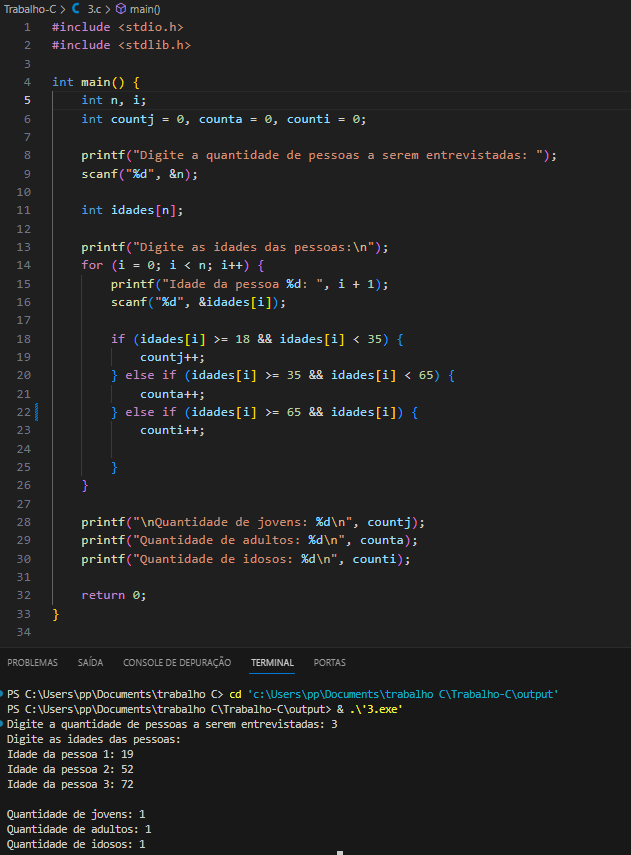 Trabalho-C > C 3.c > main()
1 #include <stdio.h>
2 #include <stdlib.h>
3
4 int main() {
5     int n, i;
6     int countj = 0, counta = 0, counti = 0;
7
8     printf("Digite a quantidade de pessoas a serem entrevistadas: ");
9     scanf("%d", &n);
10
11     int idades[n];
12
13     printf("Digite as idades das pessoas:\n");
14     for (i = 0; i < n; i++) {
15         printf("Idade da pessoa %d: ", i + 1);
16         scanf("%d", &idades[i]);
17
18         if (idades[i] >= 18 && idades[i] < 35) {
19             countj++;
20         } else if (idades[i] >= 35 && idades[i] < 65) {
21             counta++;
22         } else if (idades[i] >= 65 && idades[i]) {
23             counti++;
24
25         }
26     }
27
28     printf("\nQuantidade de jovens: %d\n", countj);
29     printf("Quantidade de adultos: %d\n", counta);
30     printf("Quantidade de idosos: %d\n", counti);
31
32     return 0;
33 }
34
PROBLEMAS SAÍDA CONSOLE DE DEPURAÇÃO TERMINAL PORTAS
PS C:\Users\pp\Documents\trabalho C> cd 'c:\Users\pp\Documents\trabalho C\Trabalho-C\output'
PS C:\Users\pp\Documents\trabalho C\Trabalho-C\output> & .\'3.exe'
Digite a quantidade de pessoas a serem entrevistadas: 3
Digite as idades das pessoas:
Idade da pessoa 1: 19
Idade da pessoa 2: 52
Idade da pessoa 3: 72

Quantidade de jovens: 1
Quantidade de adultos: 1
Quantidade de idosos: 1